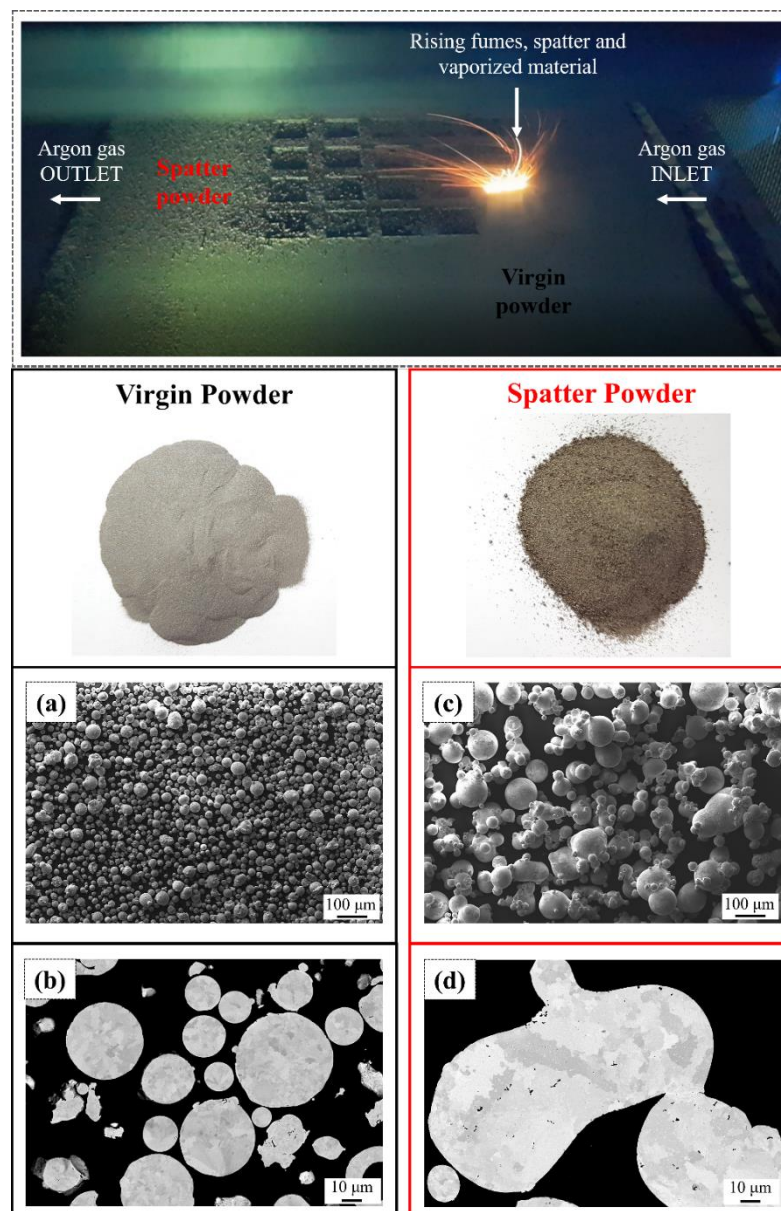 Rising fumes, spatter and
vaporized material
Argon gas
OUTLET
Spatter
powder
Argon gas
INLET
Virgin
powder
Virgin Powder
Spatter Powder
(a)
100 μm
(c)
100 μm
(b)
10 μm
(d)
10 μm